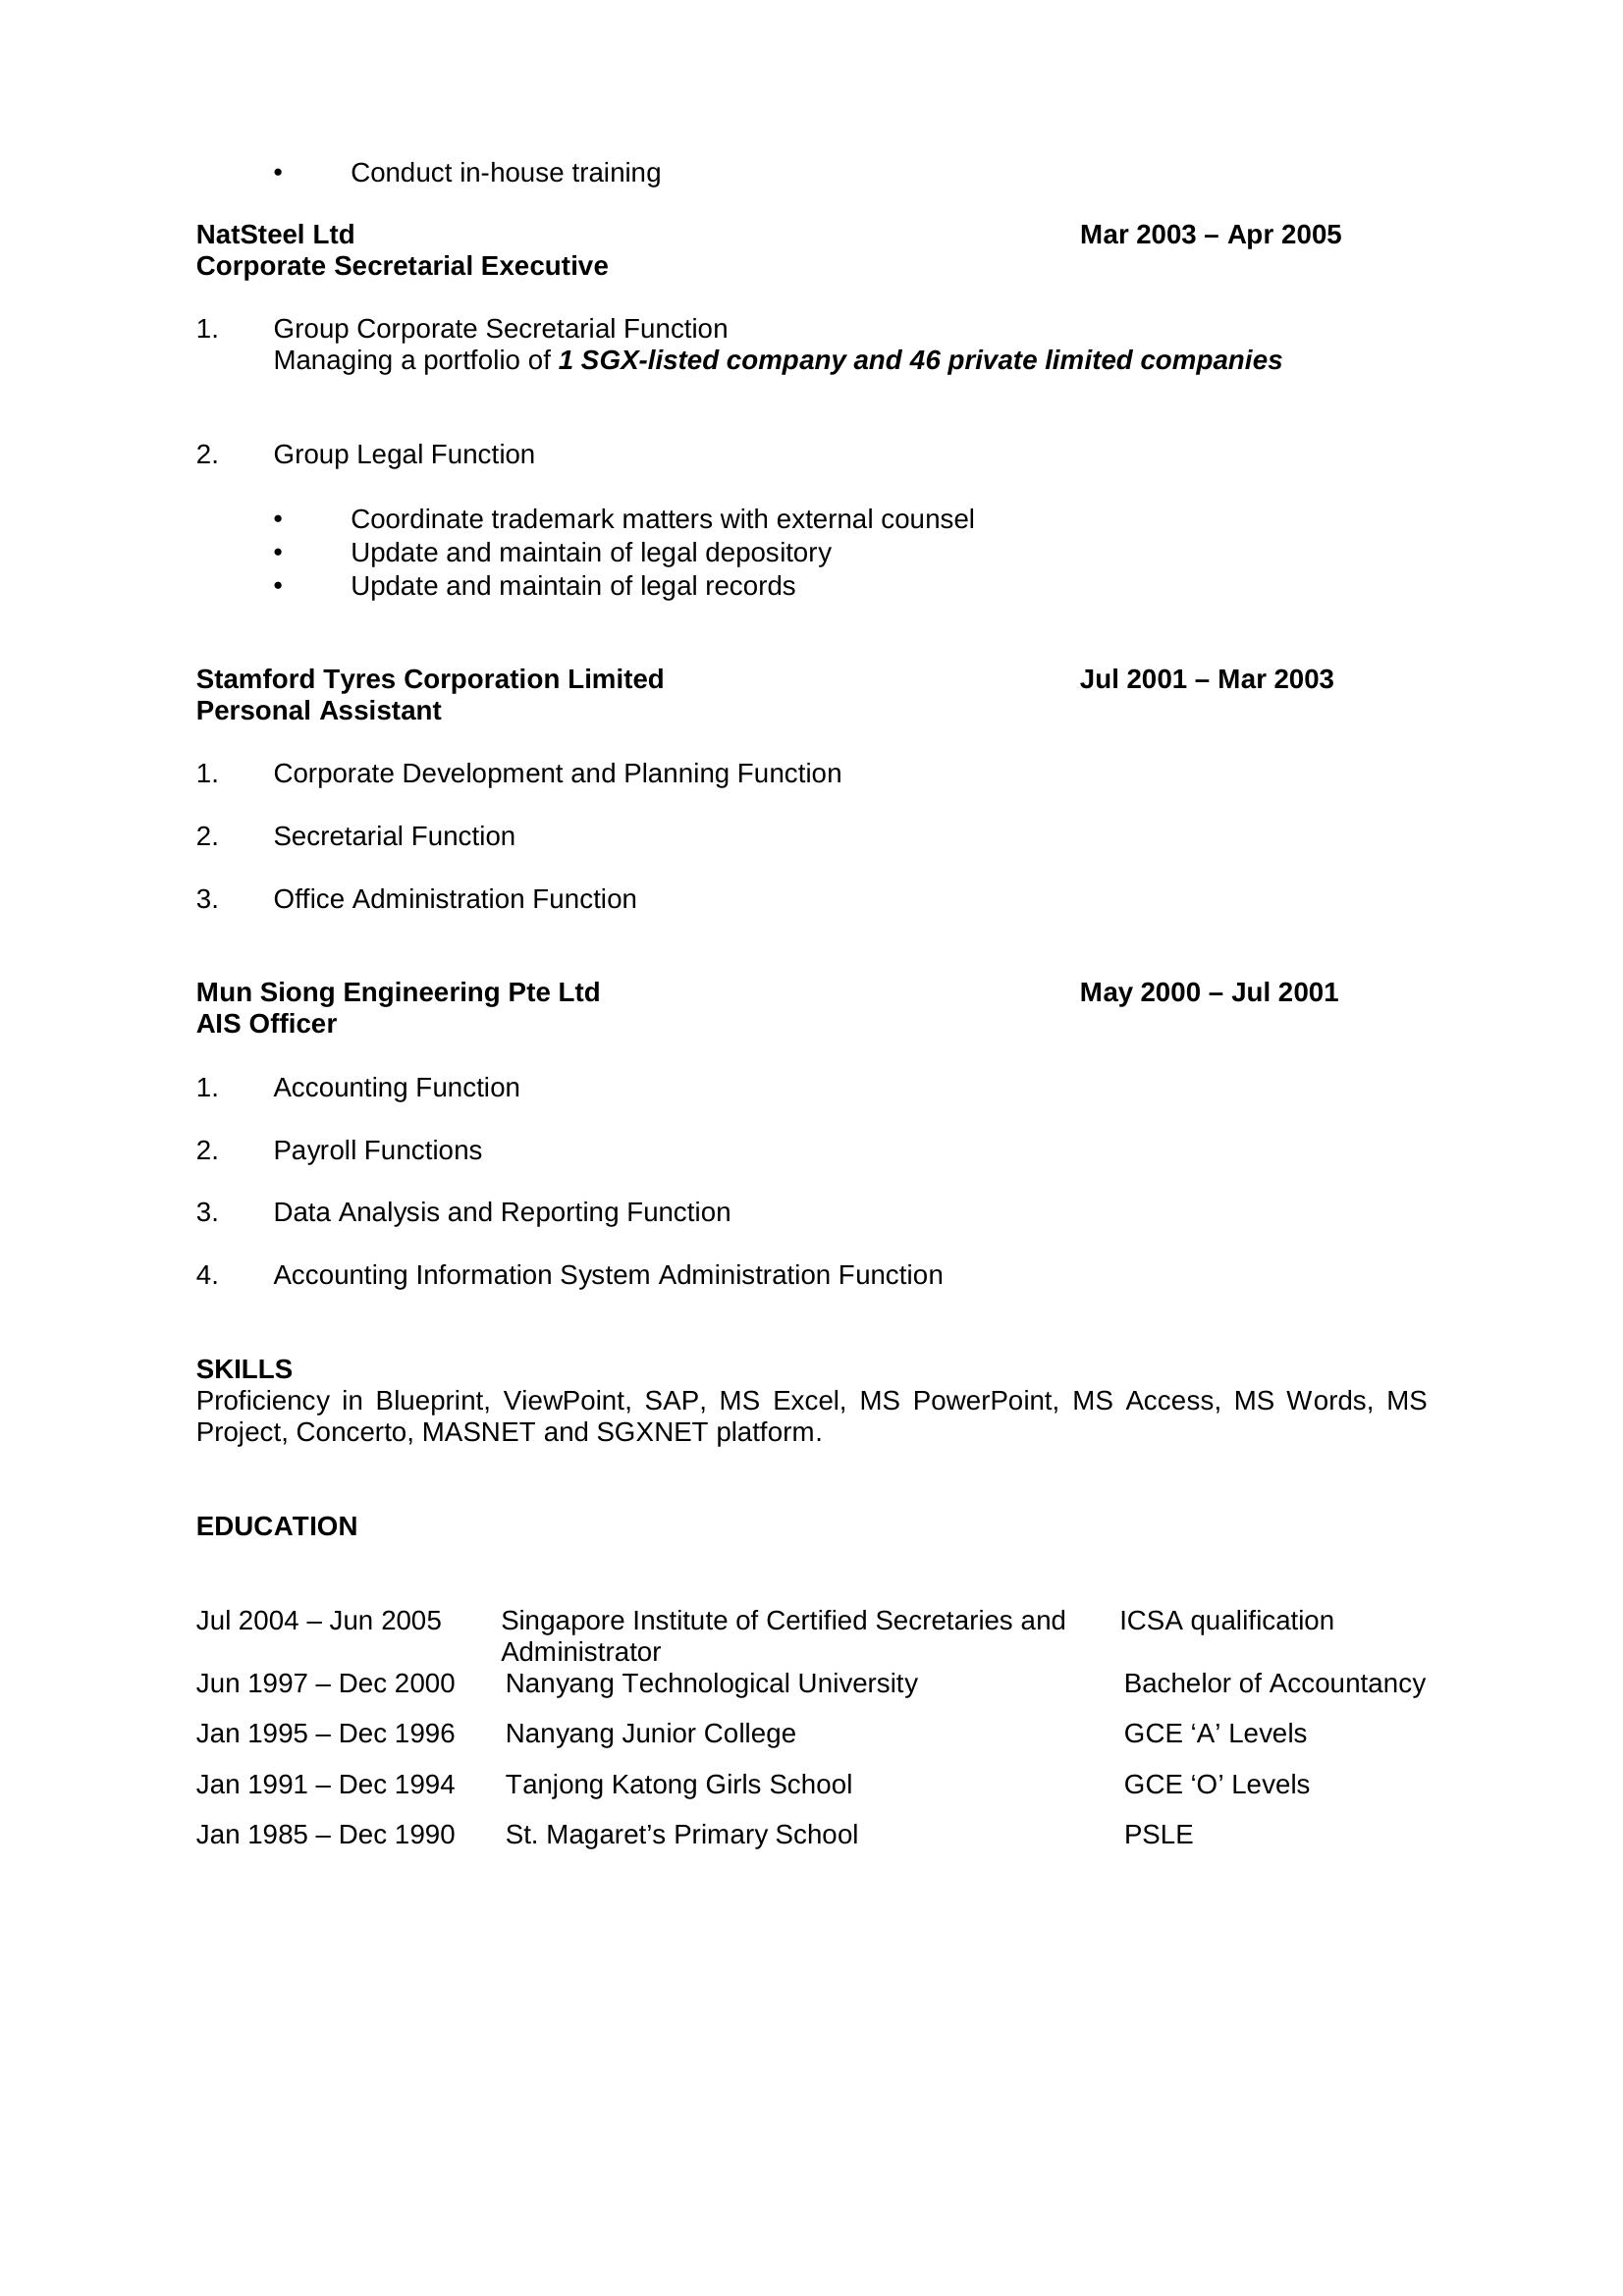 • Conduct in-house training
NatSteel Ltd Mar 2003 – Apr 2005
Corporate Secretarial Executive
1. Group Corporate Secretarial Function
Managing a portfolio of 1 SGX-listed company and 46 private limited companies
2. Group Legal Function
• Coordinate trademark matters with external counsel
• Update and maintain of legal depository
• Update and maintain of legal records
Stamford Tyres Corporation Limited Jul 2001 – Mar 2003
Personal Assistant
1. Corporate Development and Planning Function
2. Secretarial Function
3. Office Administration Function
Mun Siong Engineering Pte Ltd May 2000 – Jul 2001
AIS Officer
1. Accounting Function
2. Payroll Functions
3. Data Analysis and Reporting Function
4. Accounting Information System Administration Function
SKILLS
Proficiency in Blueprint, ViewPoint, SAP, MS Excel, MS PowerPoint, MS Access, MS Words, MS
Project, Concerto, MASNET and SGXNET platform.
EDUCATION
Jul 2004 – Jun 2005 Singapore Institute of Certified Secretaries and ICSA qualification
Administrator
Jun 1997 – Dec 2000 Nanyang Technological University Bachelor of Accountancy
Jan 1995 – Dec 1996 Nanyang Junior College GCE ‘A’ Levels
Jan 1991 – Dec 1994 Tanjong Katong Girls School GCE ‘O’ Levels
Jan 1985 – Dec 1990 St. Magaret’s Primary School PSLE